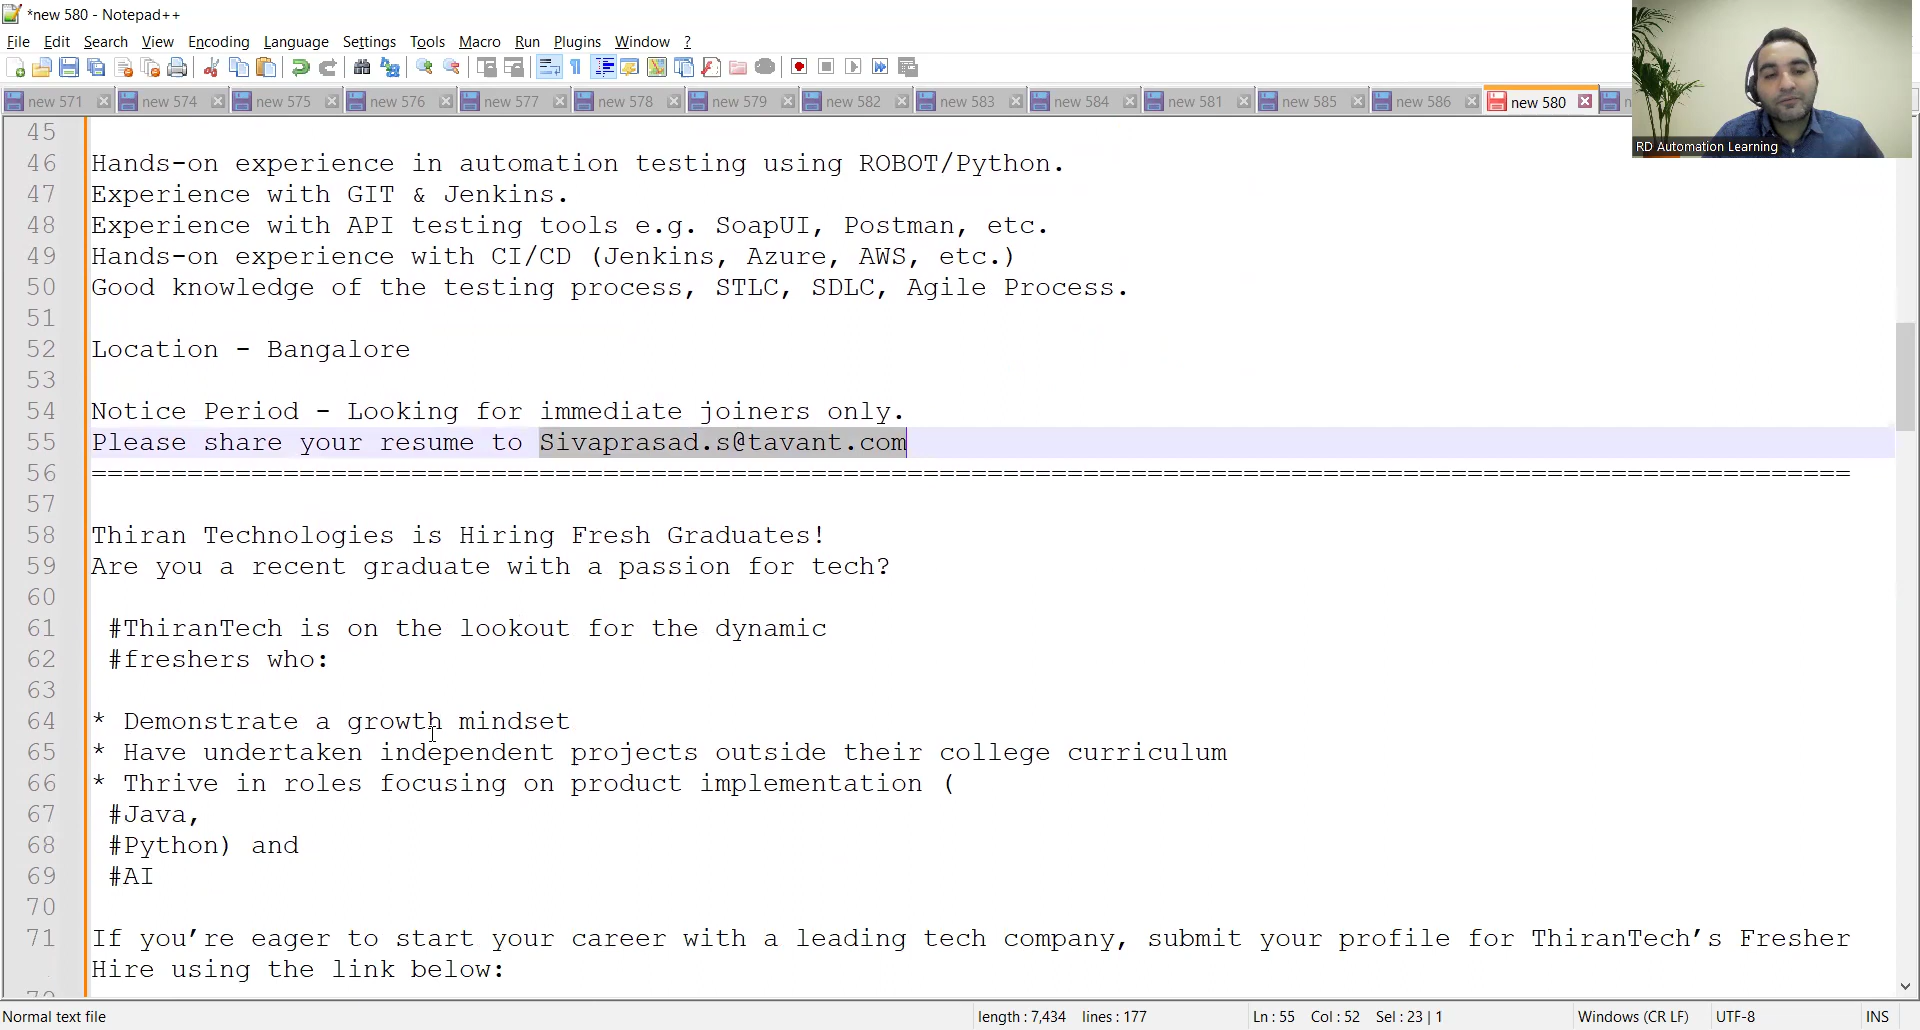 *new 580 - Notepad++
File Edit Search View Encoding Language Settings Tools Macro Run Plugins Window ?
new 571 new 574 new 575 new 576 new 577 new 578 new 579 new 582 new 583 new 584 new 581 new 585 new 586 new 580
RD Automation Learning
45
46 Hands-on experience in automation testing using ROBOT/Python.
47 Experience with GIT & Jenkins.
48 Experience with API testing tools e.g. SoapUI, Postman, etc.
49 Hands-on experience with CI/CD (Jenkins, Azure, AWS, etc.)
50 Good knowledge of the testing process, STLC, SDLC, Agile Process.
51
52 Location - Bangalore
53
54 Notice Period - Looking for immediate joiners only.
55 Please share your resume to Sivaprasad.s@tavant.com
56 ==============================================================================================================
57
58 Thiran Technologies is Hiring Fresh Graduates!
59 Are you a recent graduate with a passion for tech?
60
61 #ThiranTech is on the lookout for the dynamic
62 #freshers who:
63
64 * Demonstrate a growth mindset
65 * Have undertaken independent projects outside their college curriculum
66 * Thrive in roles focusing on product implementation (
67 #Java,
68 #Python) and
69 #AI
70
71 If you’re eager to start your career with a leading tech company, submit your profile for ThiranTech’s Fresher
Hire using the link below:
Normal text file length : 7,434 lines : 177 Ln : 55 Col : 52 Sel : 23 | 1 Windows (CR LF) UTF-8 INS